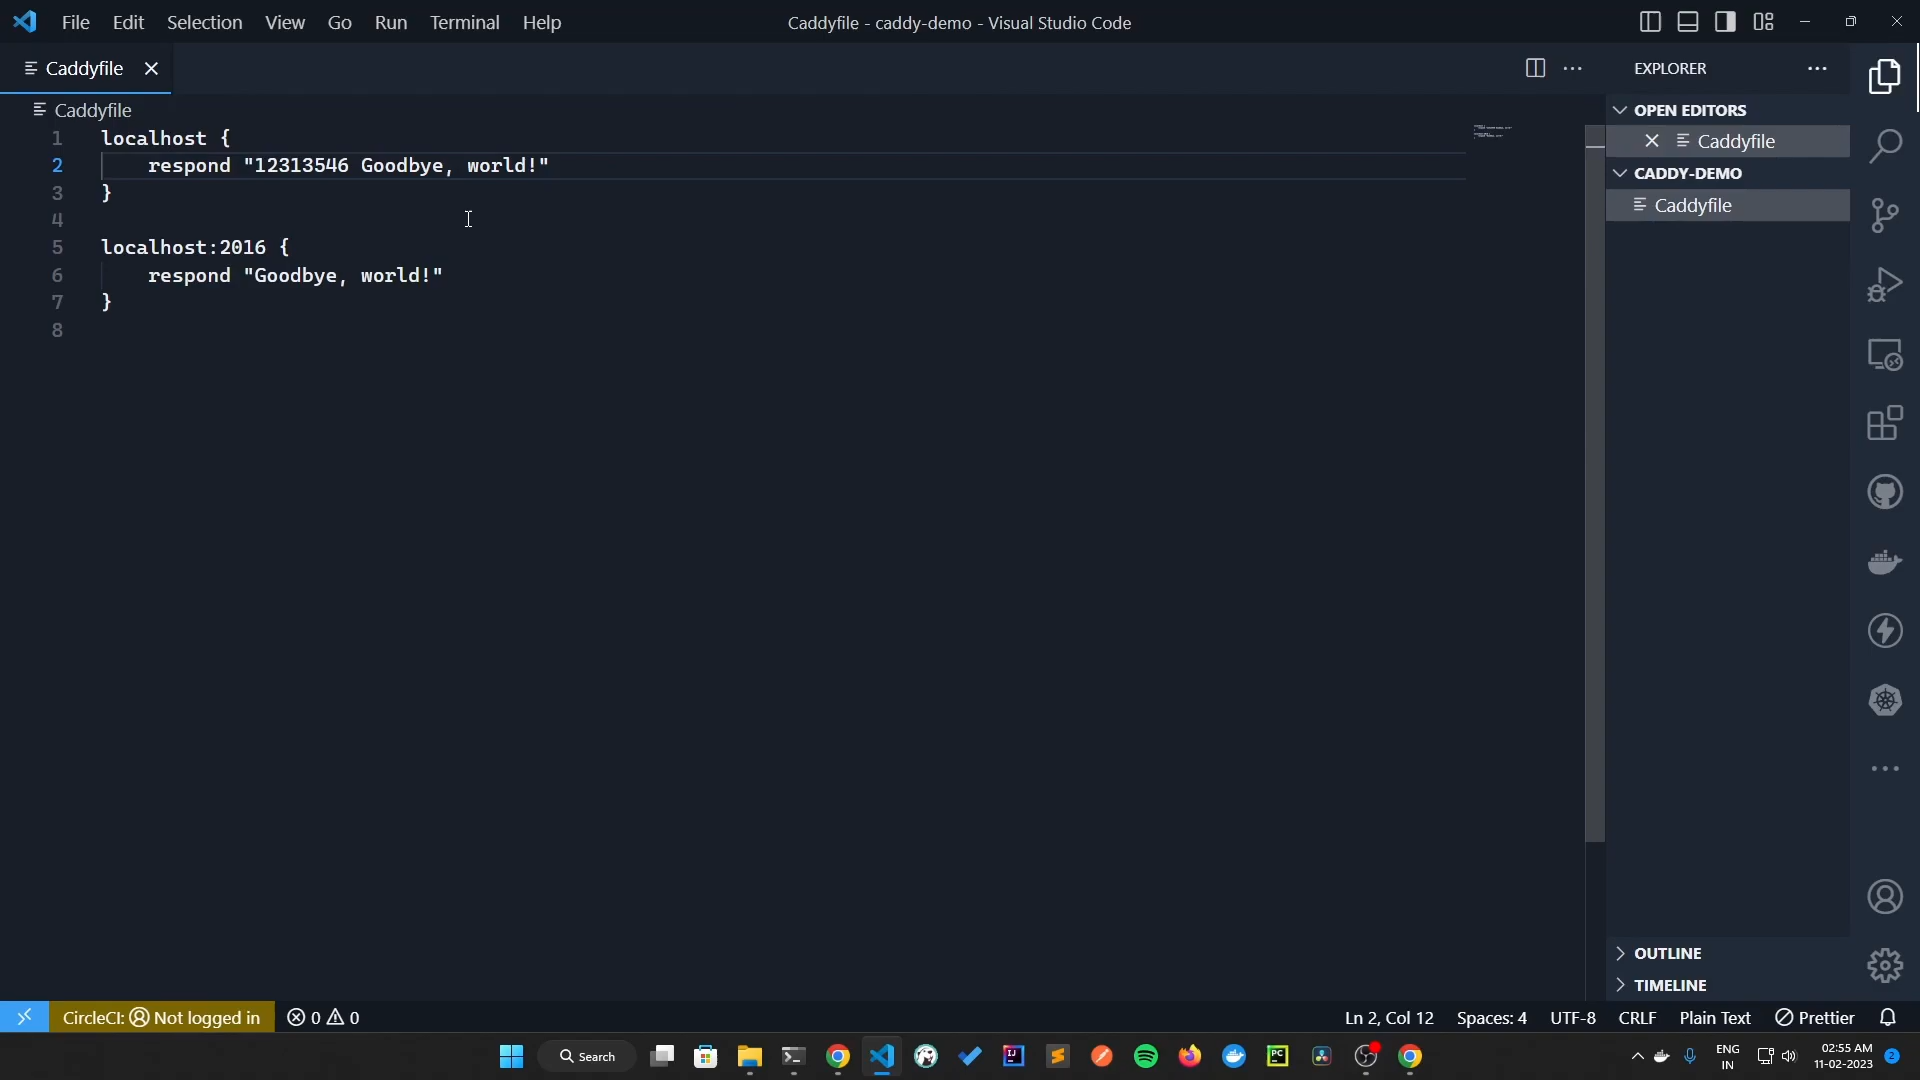 File Edit Selection View Go Run Terminal Help
Caddyfile - caddy-demo - Visual Studio Code
Caddyfile
Caddyfile
1 localhost {
2 respond "12313546 Goodbye, world!"
3 }
4
5 localhost:2016 {
6 respond "Goodbye, world!"
7 }
8
EXPLORER
OPEN EDITORS
Caddyfile
CADDY-DEMO
Caddyfile
OUTLINE
TIMELINE
CircleCI: Not logged in 0 0
Ln 2, Col 12 Spaces: 4 UTF-8 CRLF Plain Text Prettier
Search
IJ
PC
ENG
IN
02:55 AM
11-02-2023
2